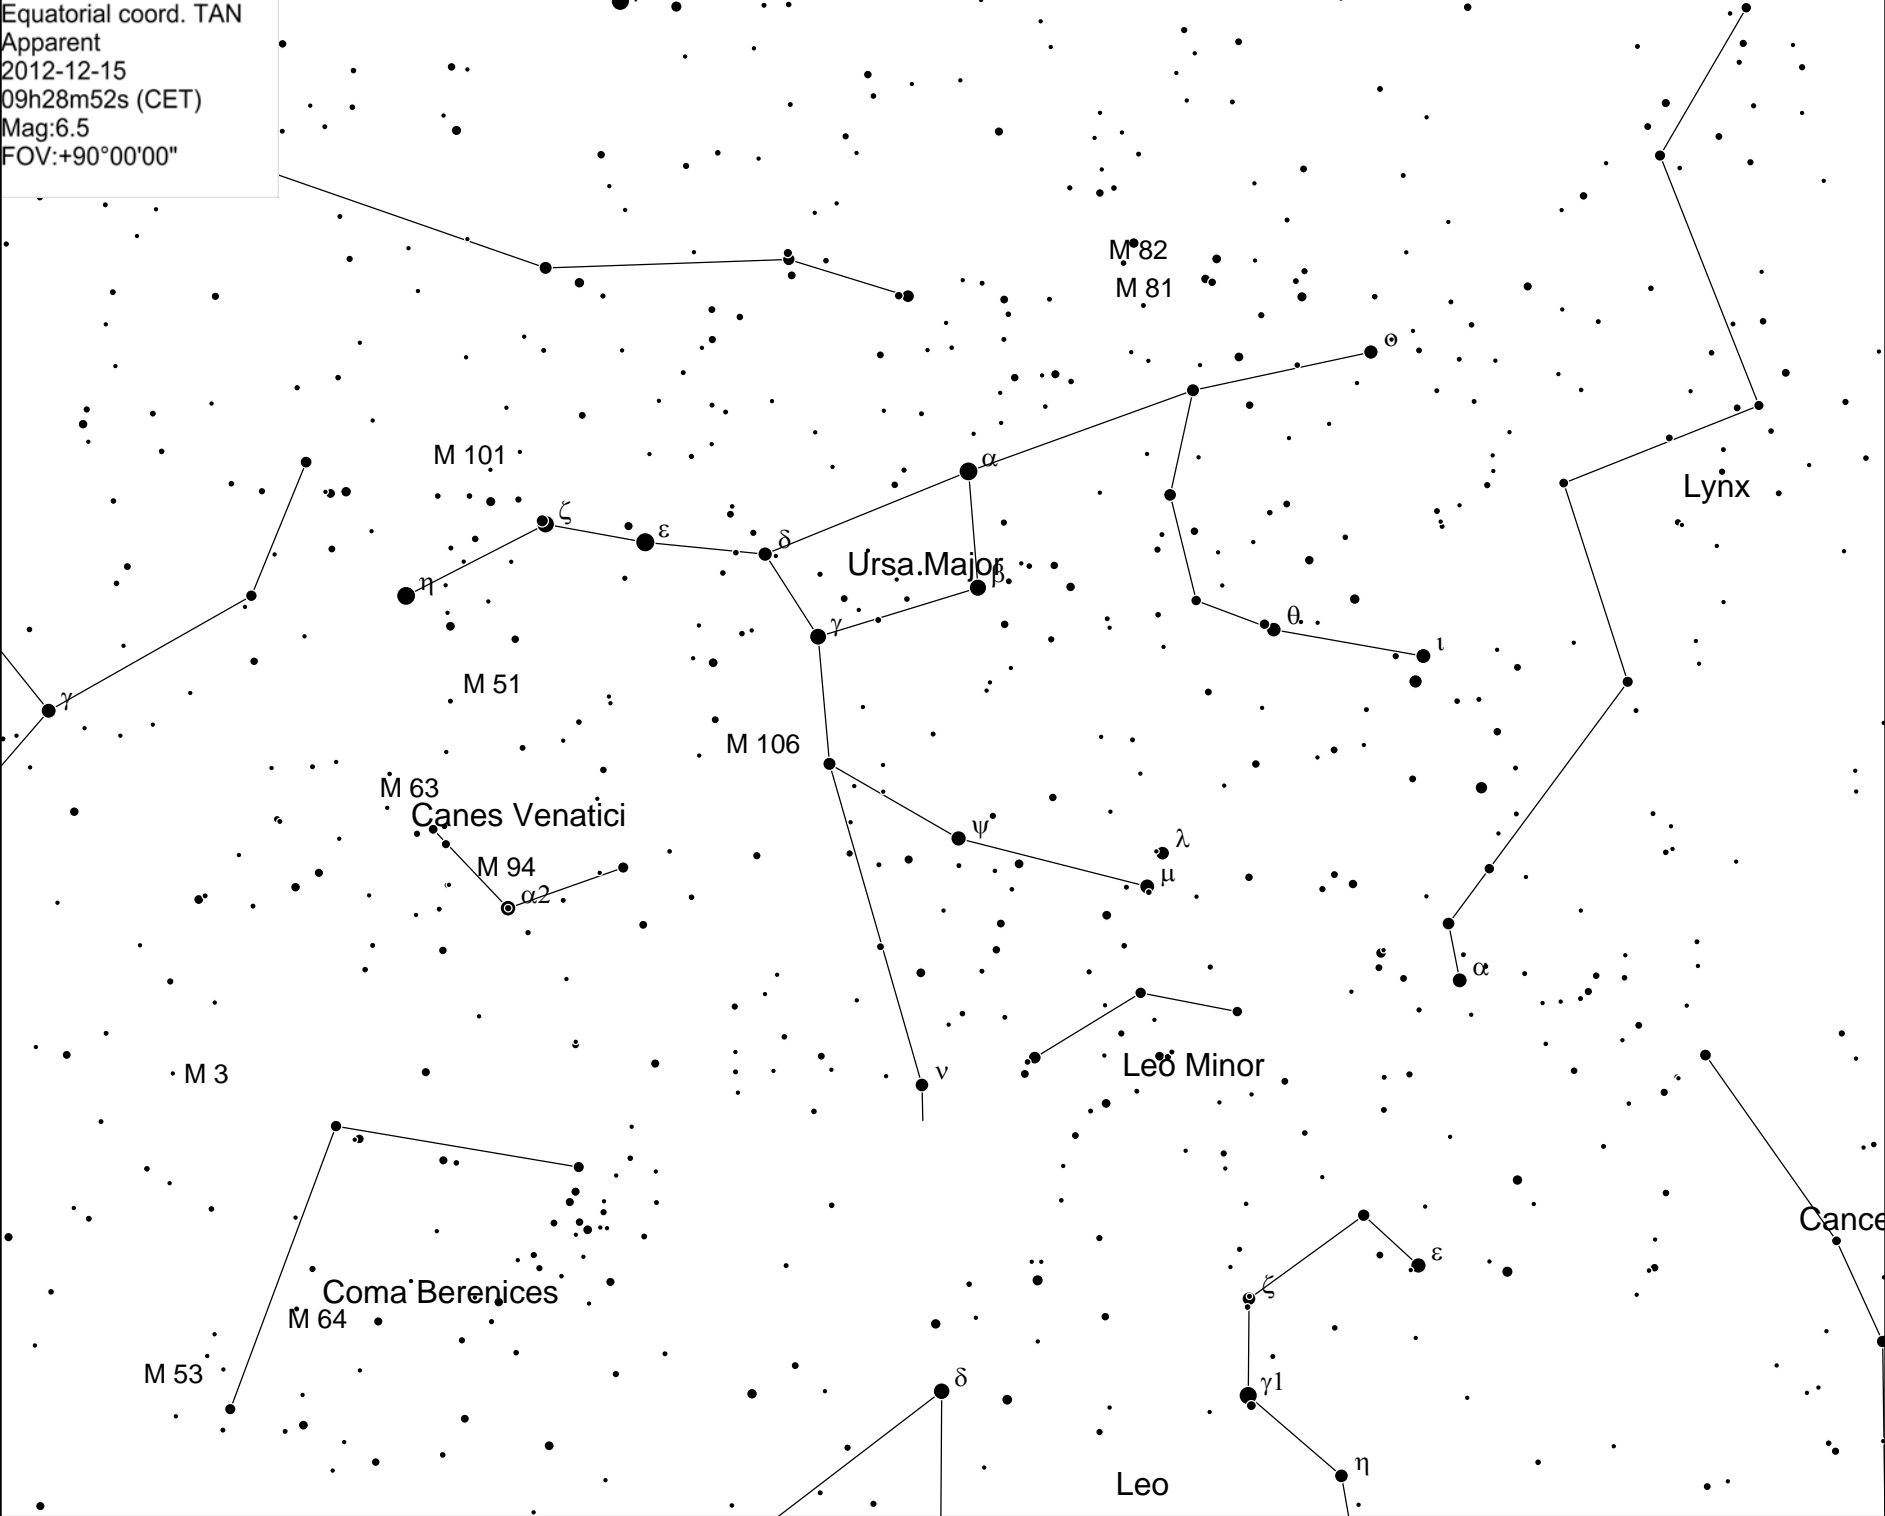 Equatorial coord. TAN
Apparent
2012-12-15
09h28m52s (CET)
Mag:6.5
FOV:+90°00'00"
M 82
M 81
ο
M 101
α
Lynx
ζ
ε
δ
Ursa Major
β
η
θ
γ
ι
M 51
γ
M 106
M 63
Canes Venatici
ψ
λ
M 94
μ
α2
α
Leo Minor
M 3
ν
Cance
ε
Coma Berenices
ζ
M 64
M 53
δ
γ1
η
Leo